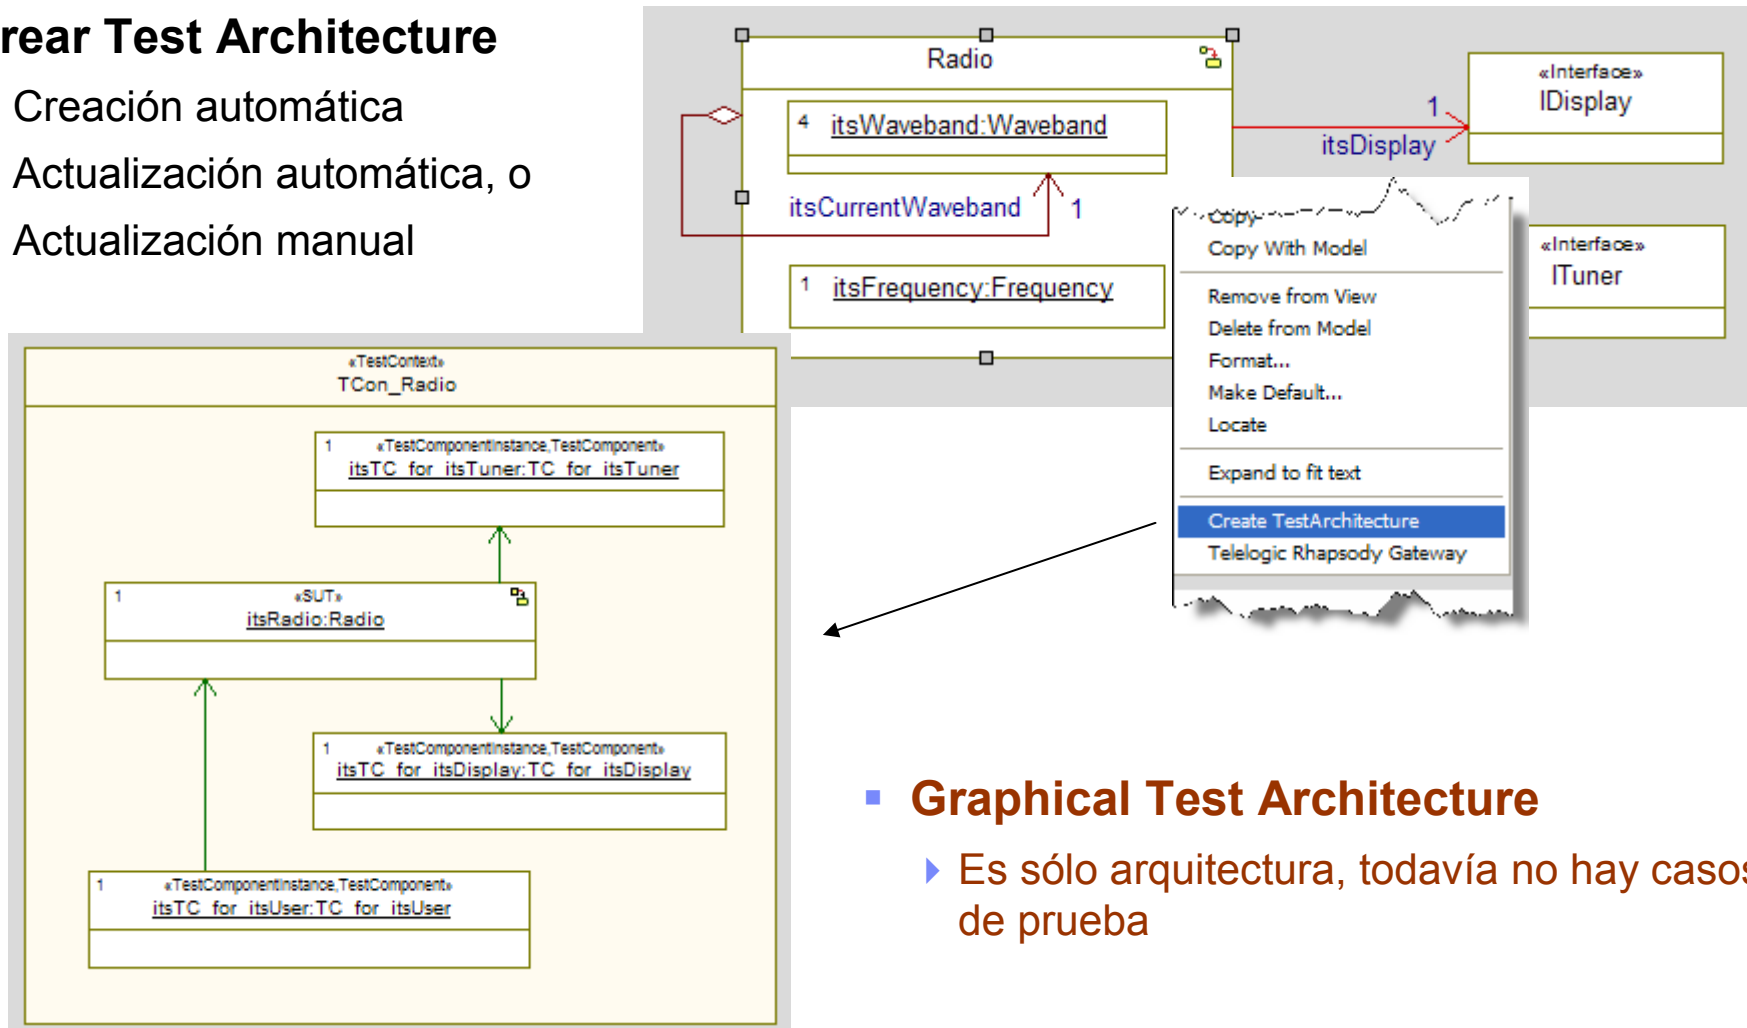 rear Test Architecture
Creación automática
Actualización automática, o
Actualización manual
Radio
4 itsWaveband:Waveband
itsCurrentWaveband 1
1 itsFrequency:Frequency
1
itsDisplay
«Interface»
IDisplay
«Interface»
ITuner
Copy
Copy With Model
Remove from View
Delete from Model
Format...
Make Default...
Locate
Expand to fit text
Create TestArchitecture
Telelogic Rhapsody Gateway
«TestContext»
TCon_Radio
1 «TestComponentInstance,TestComponent»
itsTC_for_itsTuner:TC_for_itsTuner
1 «SUT»
itsRadio:Radio
1 «TestComponentInstance,TestComponent»
itsTC_for_itsDisplay:TC_for_itsDisplay
1 «TestComponentInstance,TestComponent»
itsTC_for_itsUser:TC_for_itsUser
Graphical Test Architecture
Es sólo arquitectura, todavía no hay casos
de prueba